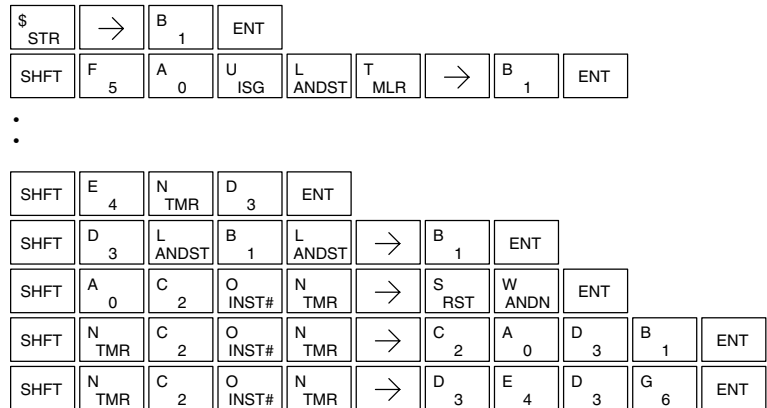 $ STR → B 1 ENT
SHFT F 5 A 0 U ISG L ANDST T MLR → B 1 ENT
•
•
SHFT E 4 N TMR D 3 ENT
SHFT D 3 L ANDST B 1 L ANDST → B 1 ENT
SHFT A 0 C 2 O INST# N TMR → S RST W ANDN ENT
SHFT N TMR C 2 O INST# N TMR → C 2 A 0 D 3 B 1 ENT
SHFT N TMR C 2 O INST# N TMR → D 3 E 4 D 3 G 6 ENT